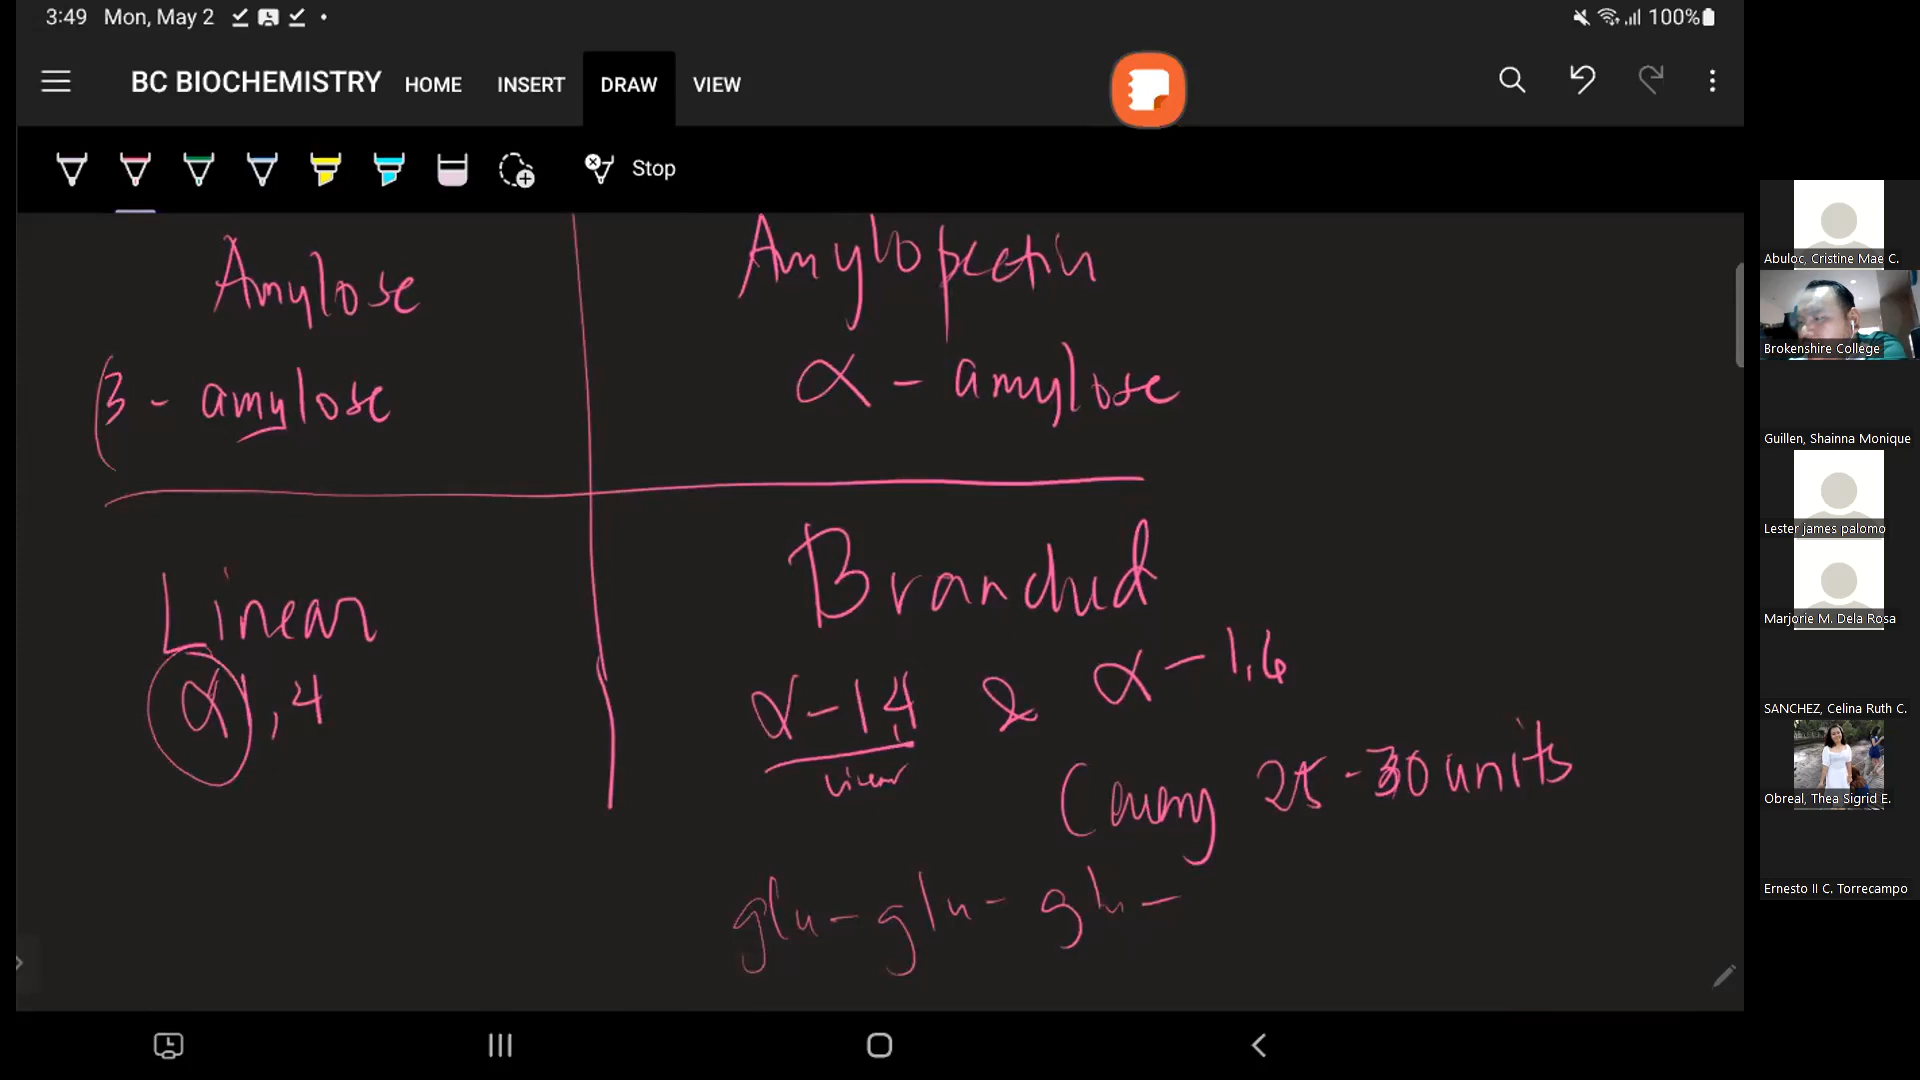 3:49 Mon, May 2 100%
BC BIOCHEMISTRY HOME INSERT DRAW VIEW
Stop
Amylose
β - amylose
Linear
α 1,4
Amylopectin
α - amylose
Branched
α - 1,4 & α - 1,6
linear
(every 25 - 30 units
glu - glu - glu -
Abuloc, Cristine Mae C.
Brokenshire College
Guillen, Shainna Monique
Lester james palomo
Marjorie M. Dela Rosa
SANCHEZ, Celina Ruth C.
Obreal, Thea Sigrid E.
Ernesto II C. Torrecampo